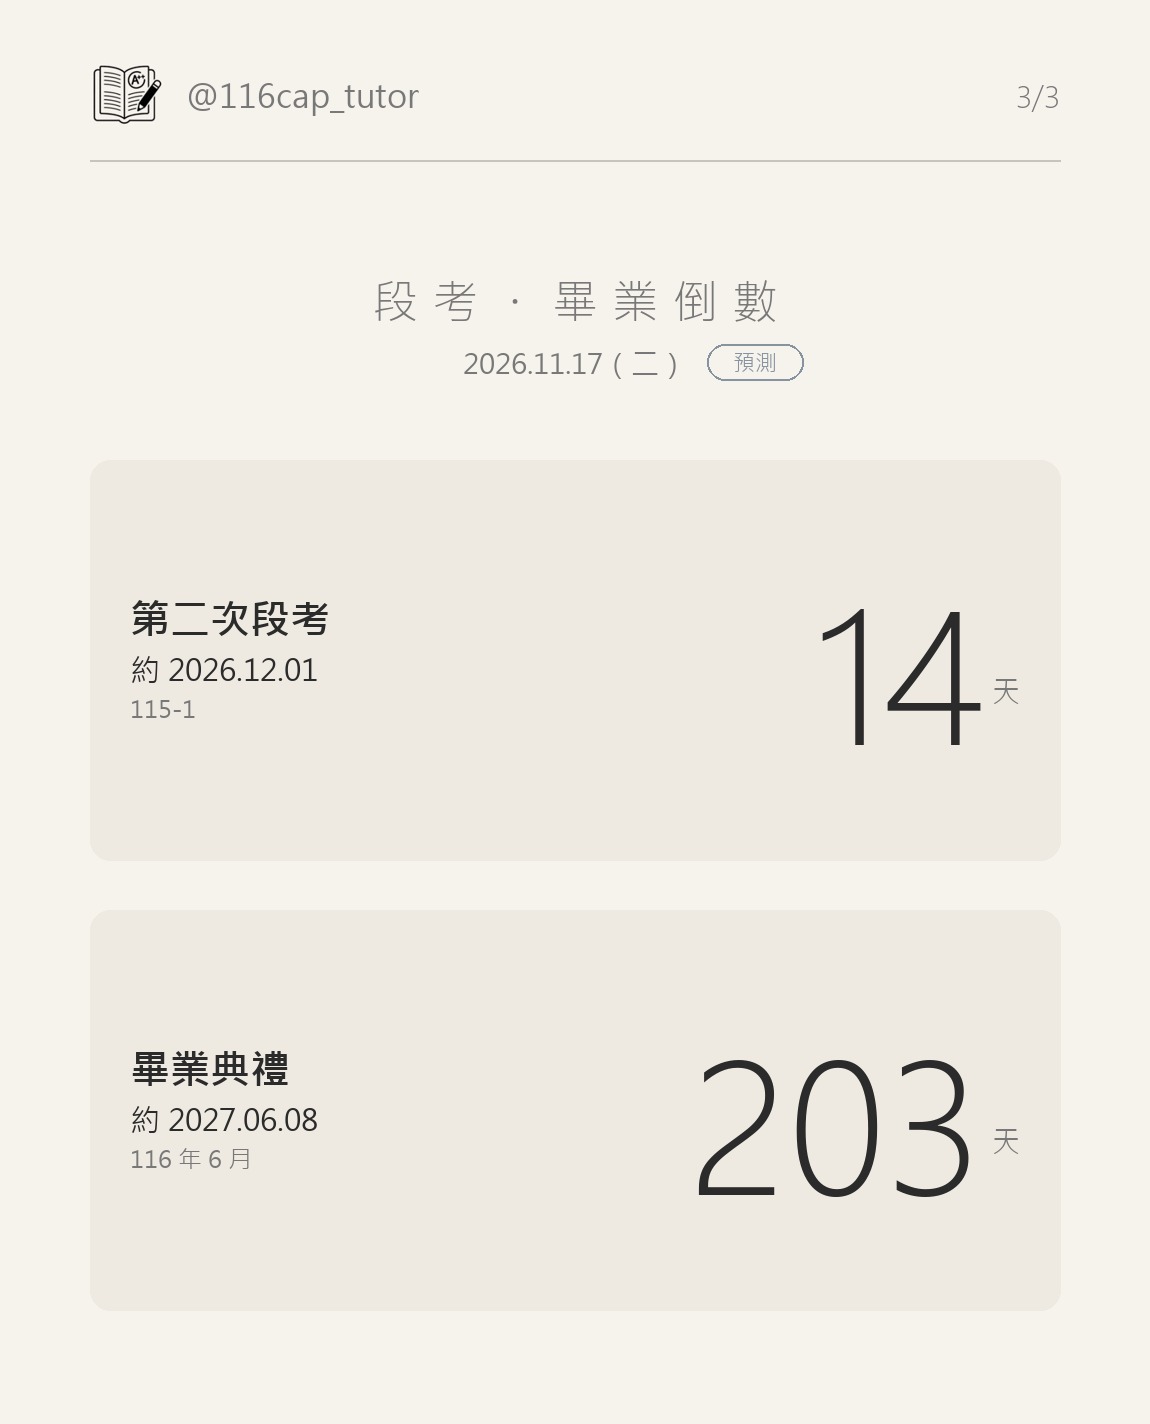 @116cap_tutor
3/3
段考・畢業倒數
2026.11.17（二） 預測
第二次段考
約 2026.12.01
115-1
14 天
畢業典禮
約 2027.06.08
116 年 6 月
203 天